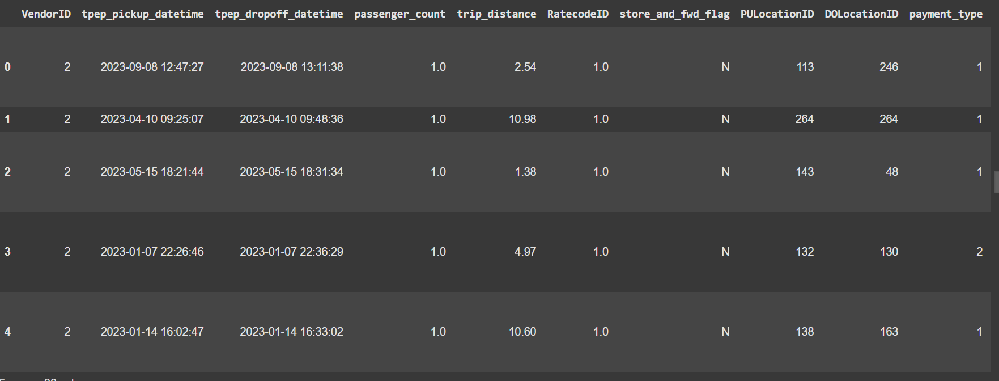 VendorID tpep_pickup_datetime tpep_dropoff_datetime passenger_count trip_distance RatecodeID store_and_fwd_flag PULocationID DOLocationID payment_type
0 2 2023-09-08 12:47:27 2023-09-08 13:11:38 1.0 2.54 1.0 N 113 246 1
1 2 2023-04-10 09:25:07 2023-04-10 09:48:36 1.0 10.98 1.0 N 264 264 1
2 2 2023-05-15 18:21:44 2023-05-15 18:31:34 1.0 1.38 1.0 N 143 48 1
3 2 2023-01-07 22:26:46 2023-01-07 22:36:29 1.0 4.97 1.0 N 132 130 2
4 2 2023-01-14 16:02:47 2023-01-14 16:33:02 1.0 10.60 1.0 N 138 163 1